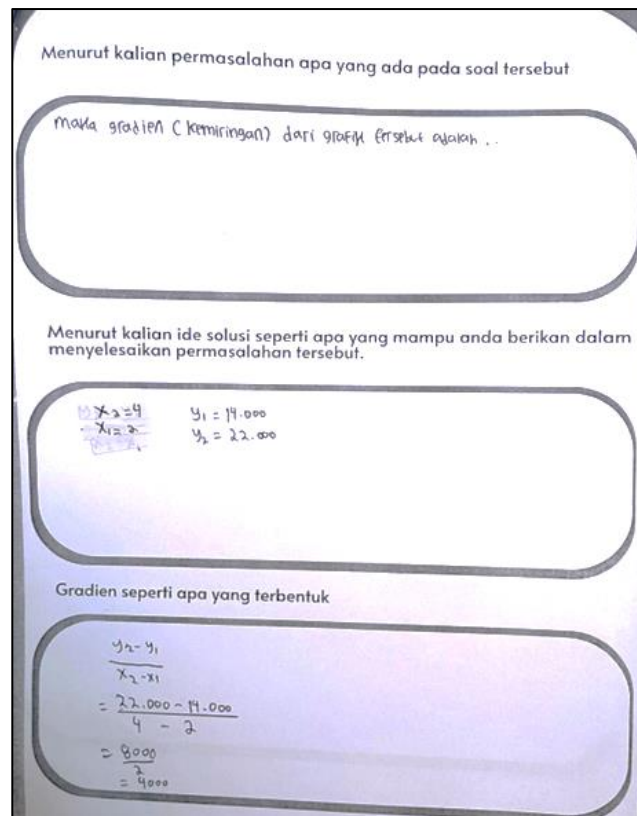 Menurut kalian permasalahan apa yang ada pada soal tersebut
maka gradien (kemiringan) dari grafik tersebut adalah ..
Menurut kalian ide solusi seperti apa yang mampu anda berikan dalam
menyelesaikan permasalahan tersebut.
x₂=4 y₁ = 14.000
x₁= 2 y₂ = 22.000
Gradien seperti apa yang terbentuk
y₂-y₁
x₂-x₁
= 22.000 - 14.000
4 - 2
= 8000
2
= 4000